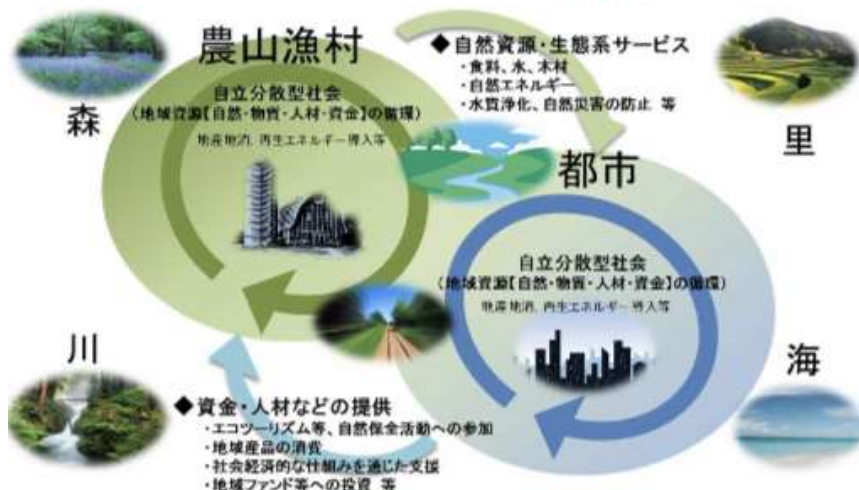 農山漁村
自立分散型社会
(地域資源【自然・物質・人材・資金】の循環)
地産地消、再生エネルギー導入等
◆自然資源・生態系サービス
・食料、水、木材
・自然エネルギー
・水質浄化、自然災害の防止 等
森
里
都市
自立分散型社会
(地域資源【自然・物質・人材・資金】の循環)
地産地消、再生エネルギー導入等
川
海
◆資金・人材などの提供
・エコツーリズム等、自然保全活動への参加
・地域産品の消費
・社会経済的な仕組みを通じた支援
・地域ファンド等への投資 等